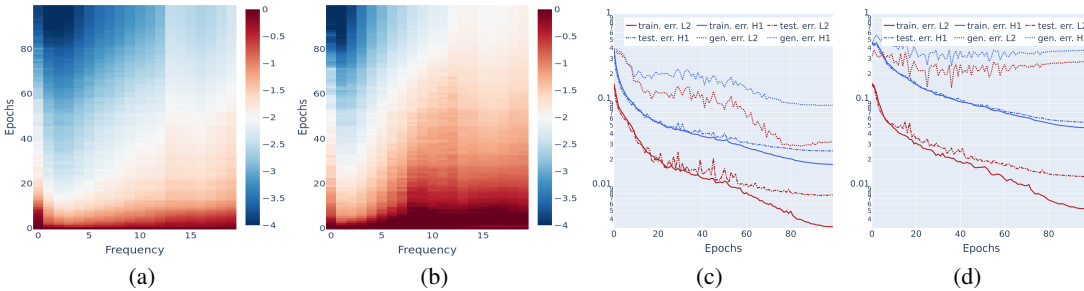 0
−0.5
−1
−1.5
−2
−2.5
−3
−3.5
−4
0
20
40
60
80
Epochs
0
5
10
15
Frequency
(a)
0
−0.5
−1
−1.5
−2
−2.5
−3
−3.5
−4
0
20
40
60
80
Epochs
0
5
10
15
Frequency
(b)
train. err. L2
train. err. H1
test. err. L2
test. err. H1
gen. err. L2
gen. err. H1
1
0.1
0.01
0
20
40
60
80
Epochs
(c)
train. err. L2
train. err. H1
test. err. L2
test. err. H1
gen. err. L2
gen. err. H1
1
0.1
0.01
0
20
40
60
80
Epochs
(d)